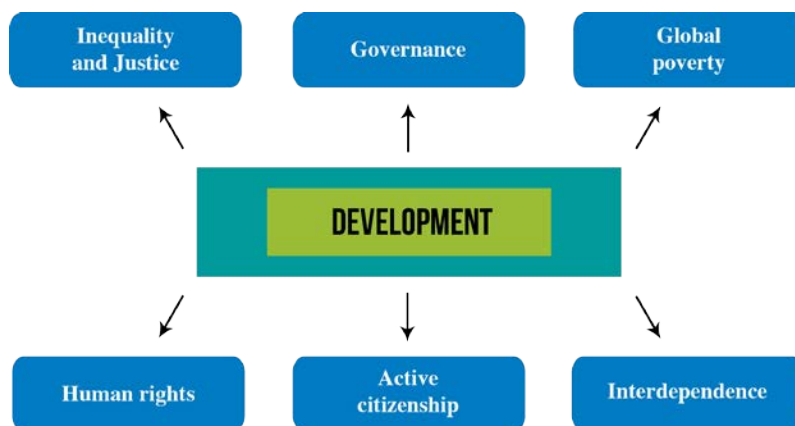 Inequality
and Justice
Governance
Global
poverty
DEVELOPMENT
Human rights
Active
citizenship
Interdependence